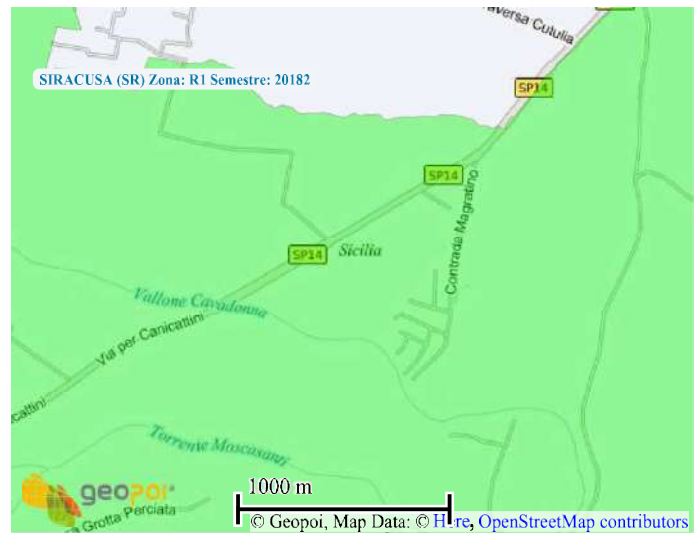 aversa Cutulia
SIRACUSA (SR) Zona: R1 Semestre: 20182
SP14
SP14
Contrada Magratino
SP14
Sicilia
Vallone Cavadonna
Via per Canicattini
cattini
Torrente Moscasanti
geopoi
a Grotta Perciata
1000 m
© Geopoi, Map Data: © Here, OpenStreetMap contributors